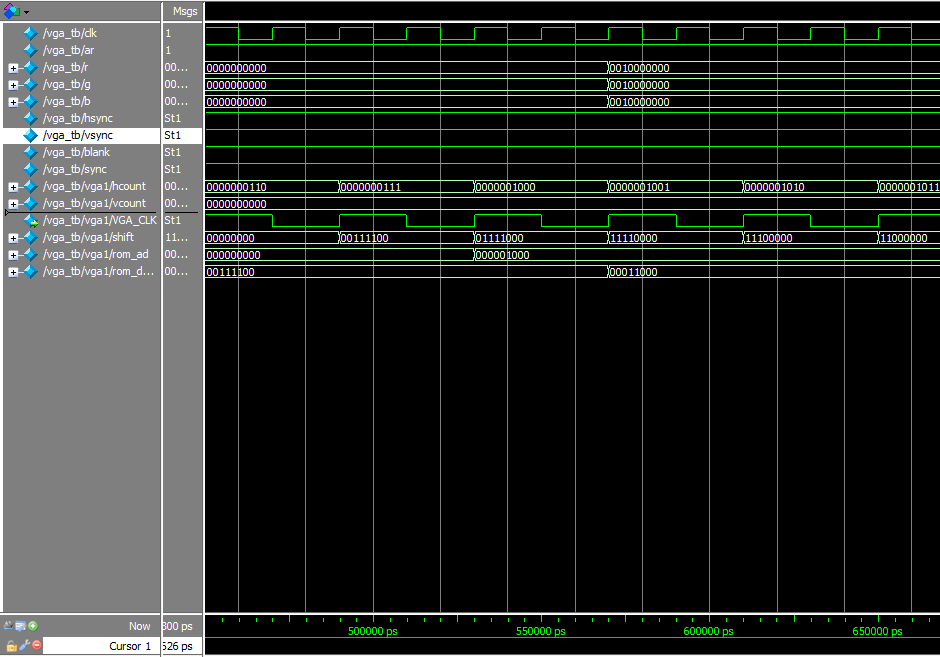 Msgs
/vga_tb/clk 1
/vga_tb/ar 1
/vga_tb/r 00... 0000000000 0010000000
/vga_tb/g 00... 0000000000 0010000000
/vga_tb/b 00... 0000000000 0010000000
/vga_tb/hsync St1
/vga_tb/vsync St1
/vga_tb/blank St1
/vga_tb/sync St1
/vga_tb/vga1/hcount 00... 0000000110 0000000111 0000001000 0000001001 0000001010 0000001011
/vga_tb/vga1/vcount 00... 0000000000
/vga_tb/vga1/VGA_CLK St1
/vga_tb/vga1/shift 11... 00000000 00111100 01111000 11110000 11100000 11000000
/vga_tb/vga1/rom_ad 00... 000000000 000001000
/vga_tb/vga1/rom_d... 00... 00111100 00011000
Now 300 ps
Cursor 1 526 ps
500000 ps 550000 ps 600000 ps 650000 ps